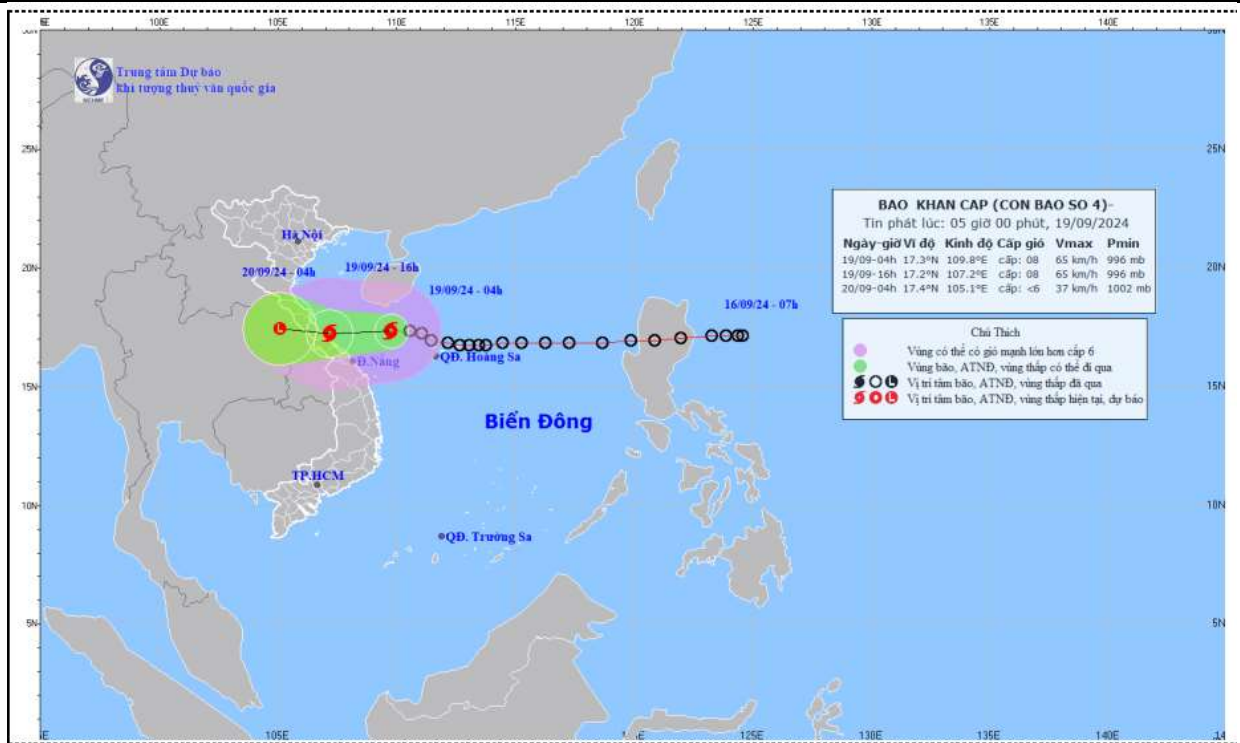 100E 105E 110E 115E 120E 125E 130E 135E 140E
Trung tâm Dự báo
khí tượng thuỷ văn quốc gia
25N 25N
BAO KHAN CAP (CON BAO SO 4)-
Tin phát lúc: 05 giờ 00 phút, 19/09/2024
Ngày-giờ Vĩ độ Kinh độ Cấp gió Vmax Pmin
19/09-04h 17.3ºN 109.8ºE cấp: 08 65 km/h 996 mb
19/09-16h 17.2ºN 107.2ºE cấp: 08 65 km/h 996 mb
20/09-04h 17.4ºN 105.1ºE cấp: <6 37 km/h 1002 mb
Hà Nội
20N 20N
20/09/24 - 04h
19/09/24 - 16h
19/09/24 - 04h
16/09/24 - 07h
L
Chú Thích
Vùng có thể có gió mạnh lớn hơn cấp 6
Vùng bão, ATNĐ, vùng thấp có thể đi qua
L Vị trí tâm bão, ATNĐ, vùng thấp đã qua
L Vị trí tâm bão, ATNĐ, vùng thấp hiện tại, dự báo
Đ.Nẵng
QĐ. Hoàng Sa
15N 15N
Biển Đông
TP.HCM
10N 10N
QĐ. Trường Sa
5N 5N
105E 110E 115E 120E 125E 130E 135E 140E